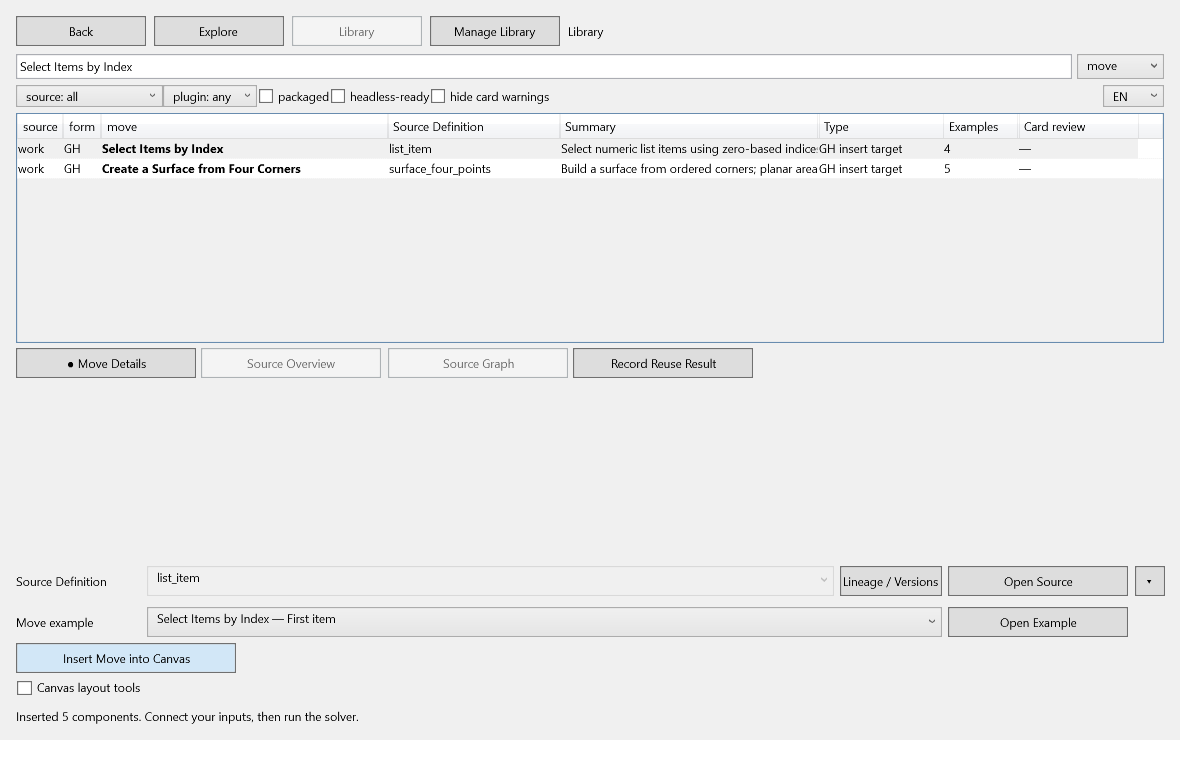 Back Explore Library Manage Library Library
Select Items by Index move
source: all plugin: any packaged headless-ready hide card warnings EN
source form move Source Definition Summary Type Examples Card review
work GH Select Items by Index list_item Select numeric list items using zero-based indice GH insert target 4 —
work GH Create a Surface from Four Corners surface_four_points Build a surface from ordered corners; planar area GH insert target 5 —
● Move Details Source Overview Source Graph Record Reuse Result
Source Definition list_item Lineage / Versions Open Source
Move example Select Items by Index — First item Open Example
Insert Move into Canvas
Canvas layout tools
Inserted 5 components. Connect your inputs, then run the solver.